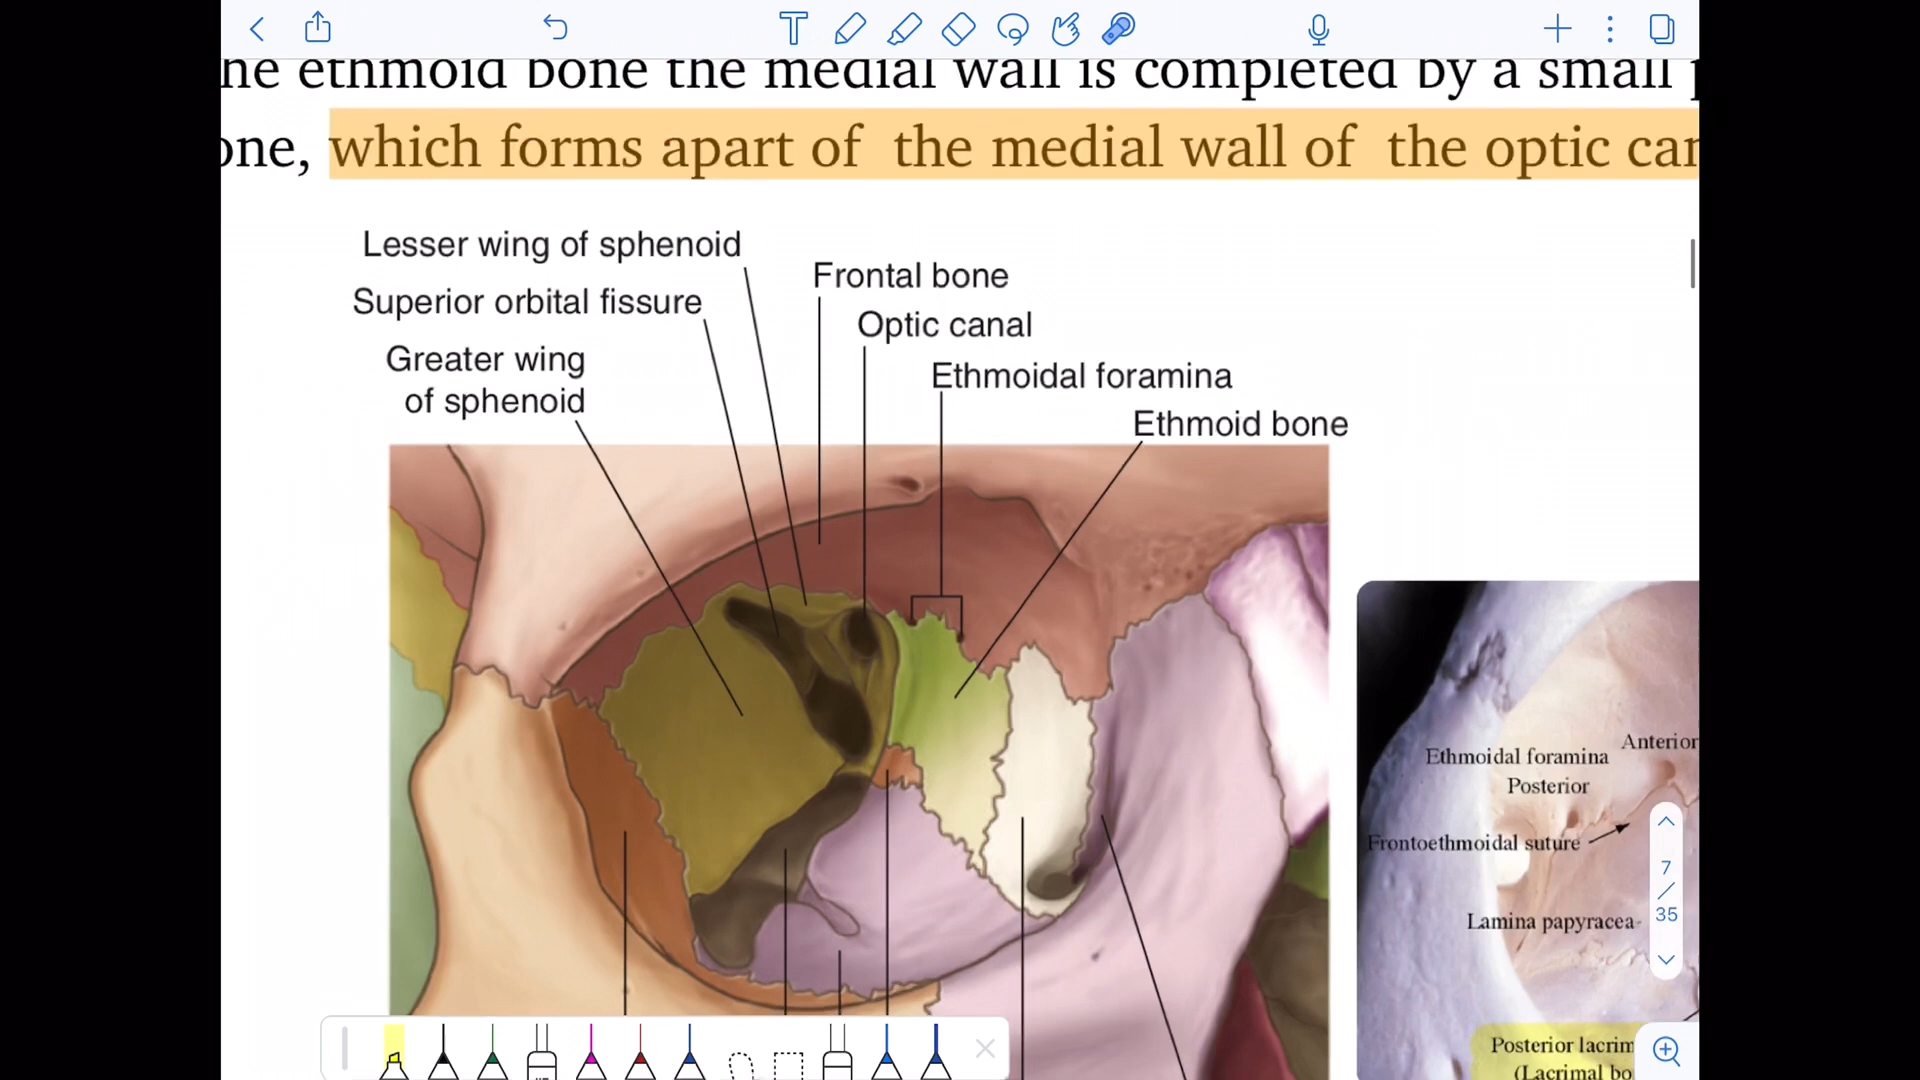 he ethmoid bone the medial wall is completed by a small
one, which forms apart of the medial wall of the optic can
Lesser wing of sphenoid
Frontal bone
Superior orbital fissure
Optic canal
Greater wing
of sphenoid
Ethmoidal foramina
Ethmoid bone
Anterior
Ethmoidal foramina
Posterior
Frontoethmoidal suture
Lamina papyracea
7
35
Posterior lacrim
(Lacrimal bo